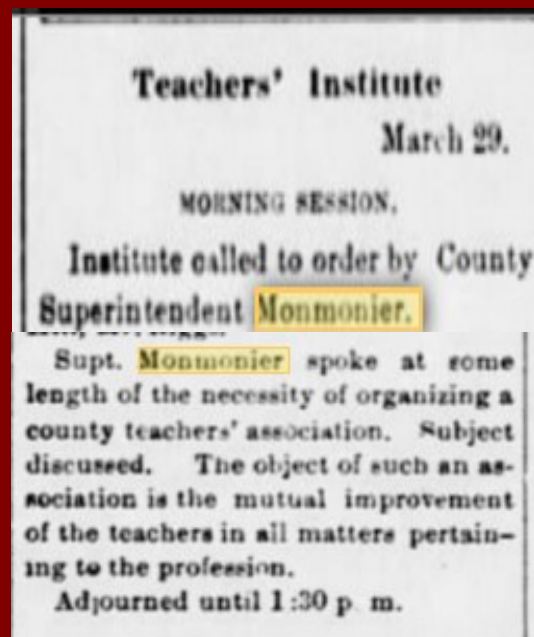 Teachers' Institute
March 29.
MORNING SESSION.
Institute called to order by County
Superintendent Monmonier.
Supt. Monmonier spoke at some
length of the necessity of organizing a
county teachers' association. Subject
discussed. The object of such an as-
sociation is the mutual improvement
of the teachers in all matters pertain-
ing to the profession.
Adjourned until 1:30 p m.